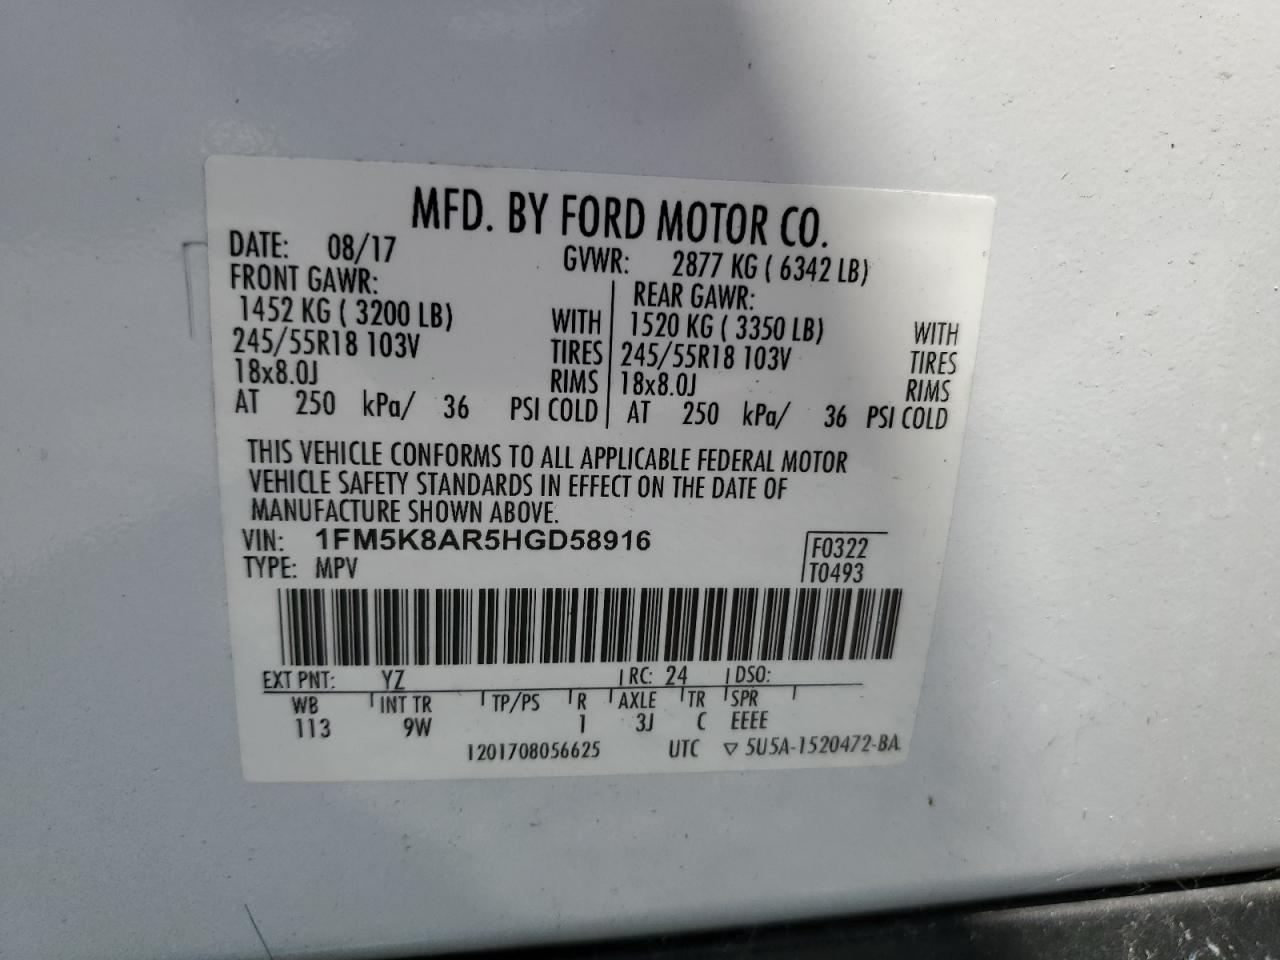 MFD. BY FORD MOTOR CO.
DATE: 08/17 GVWR: 2877 KG ( 6342 LB)
FRONT GAWR: REAR GAWR:
1452 KG ( 3200 LB) WITH 1520 KG ( 3350 LB) WITH
245/55R18 103V TIRES 245/55R18 103V TIRES
18x8.0J RIMS 18x8.0J RIMS
AT 250 kPa/ 36 PSI COLD AT 250 kPa/ 36 PSI COLD
THIS VEHICLE CONFORMS TO ALL APPLICABLE FEDERAL MOTOR
VEHICLE SAFETY STANDARDS IN EFFECT ON THE DATE OF
MANUFACTURE SHOWN ABOVE.
VIN: 1FM5K8AR5HGD58916 F0322
TYPE: MPV T0493
EXT PNT: YZ RC: 24 DSO:
WB INT TR TP/PS R AXLE TR SPR
113 9W 1 3J C EEEE
1201708056625 UTC ▽ 5U5A-1520472-BA